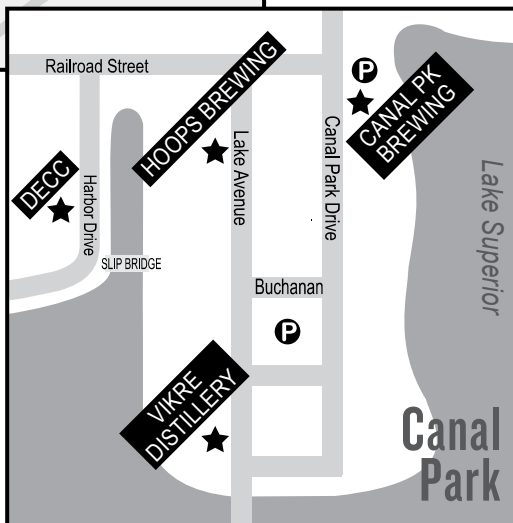 Railroad Street
HOOPS BREWING
P
CANAL PK
BREWING
DECC
Harbor Drive
Lake Avenue
Canal Park Drive
Lake Superior
SLIP BRIDGE
Buchanan
P
VIKRE
DISTILLERY
Canal
Park